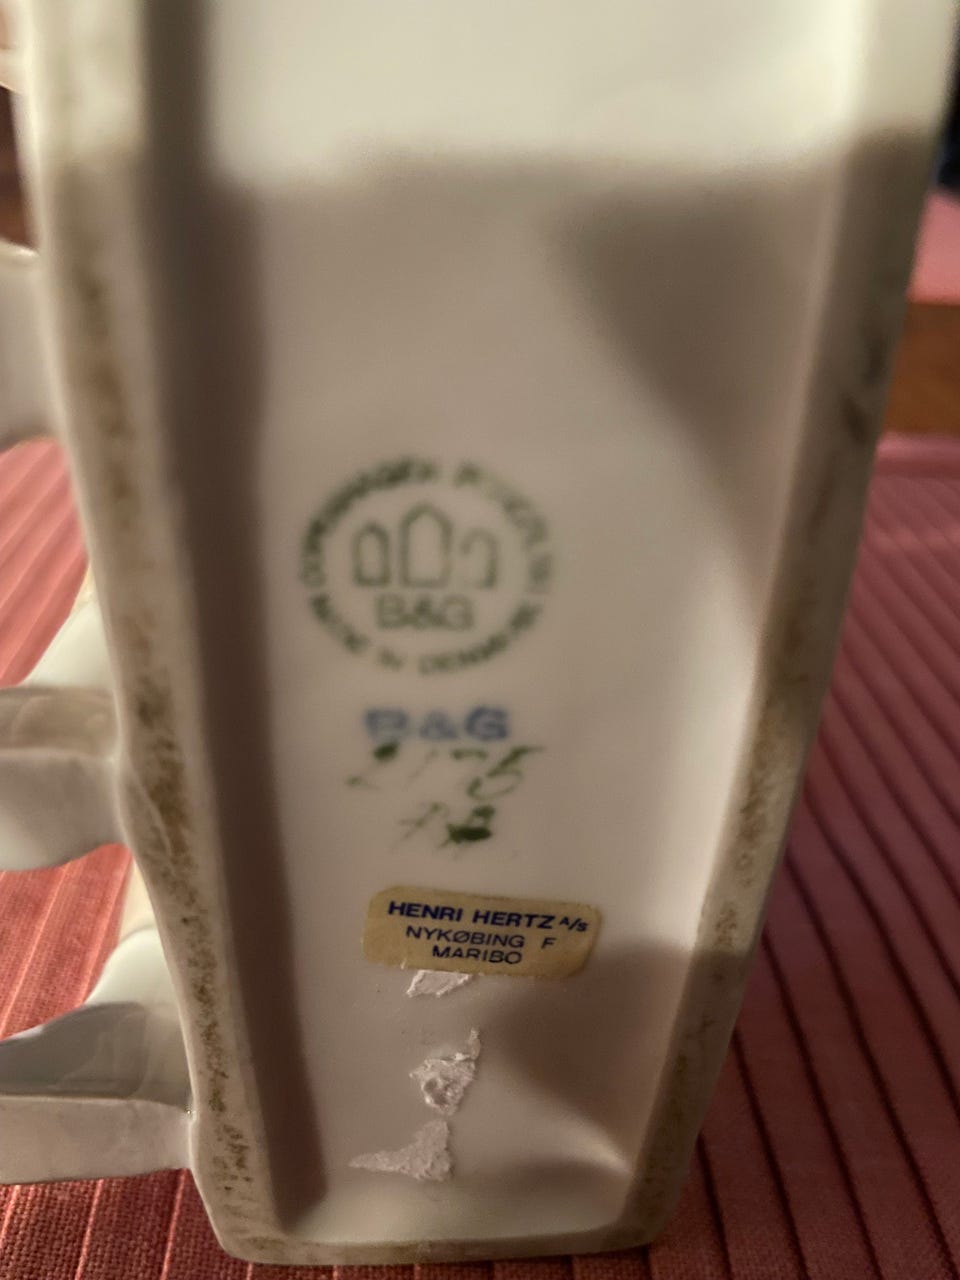 COPENHAGEN PORCELAIN
B&G
MADE IN DENMARK
B&G
HENRI HERTZ A/S
NYKØBING F
MARIBO